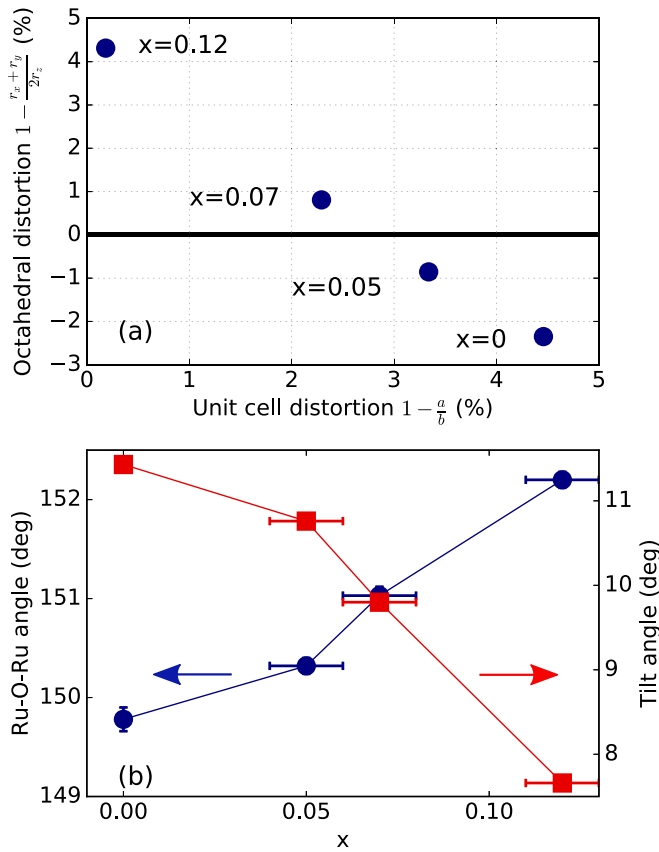 Octahedral distortion 1 − (r_x + r_y)/(2r_z) (%)
5
4
3
2
1
0
−1
−2
−3
x=0.12
x=0.07
x=0.05
x=0
(a)
0 1 2 3 4 5
Unit cell distortion 1 − a/b (%)
Ru-O-Ru angle (deg)
152
151
150
149
11
10
9
8
Tilt angle (deg)
(b)
0.00 0.05 0.10
x